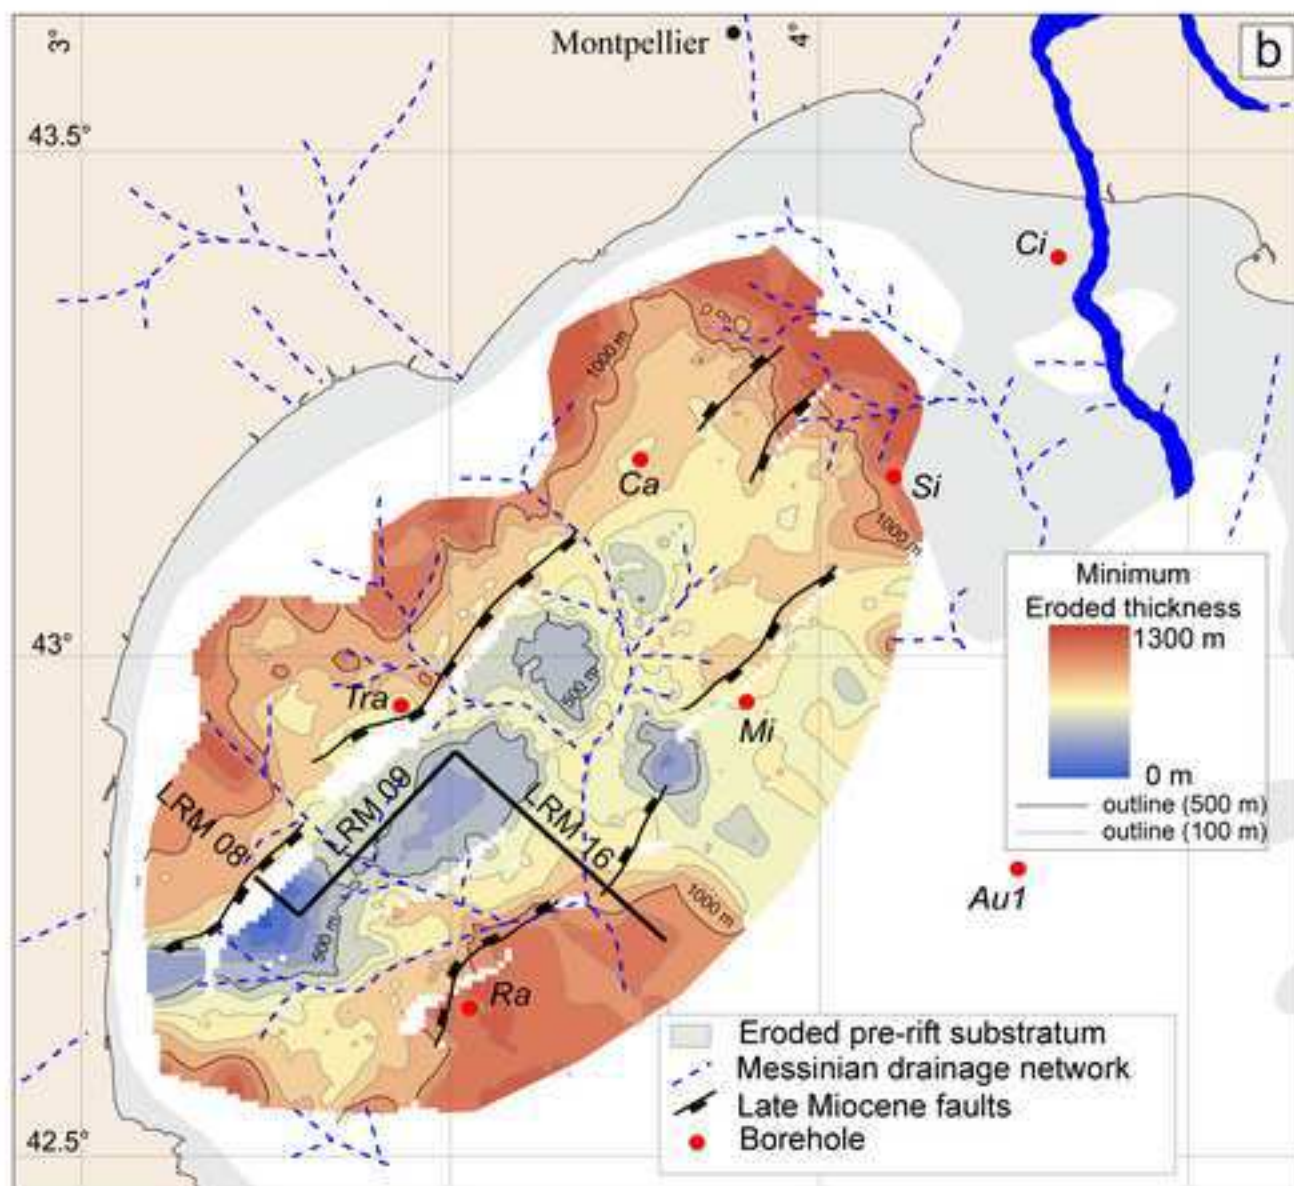 3°
Montpellier
4°
b
43.5°
Ci
1000 m
Ca
Si
1000 m
Minimum
Eroded thickness
1300 m
0 m
outline (500 m)
outline (100 m)
43°
500 m
Tra
Mi
LRM 08
LRM 09
LRM 16
1000 m
Au1
500 m
Ra
Eroded pre-rift substratum
Messinian drainage network
Late Miocene faults
Borehole
42.5°